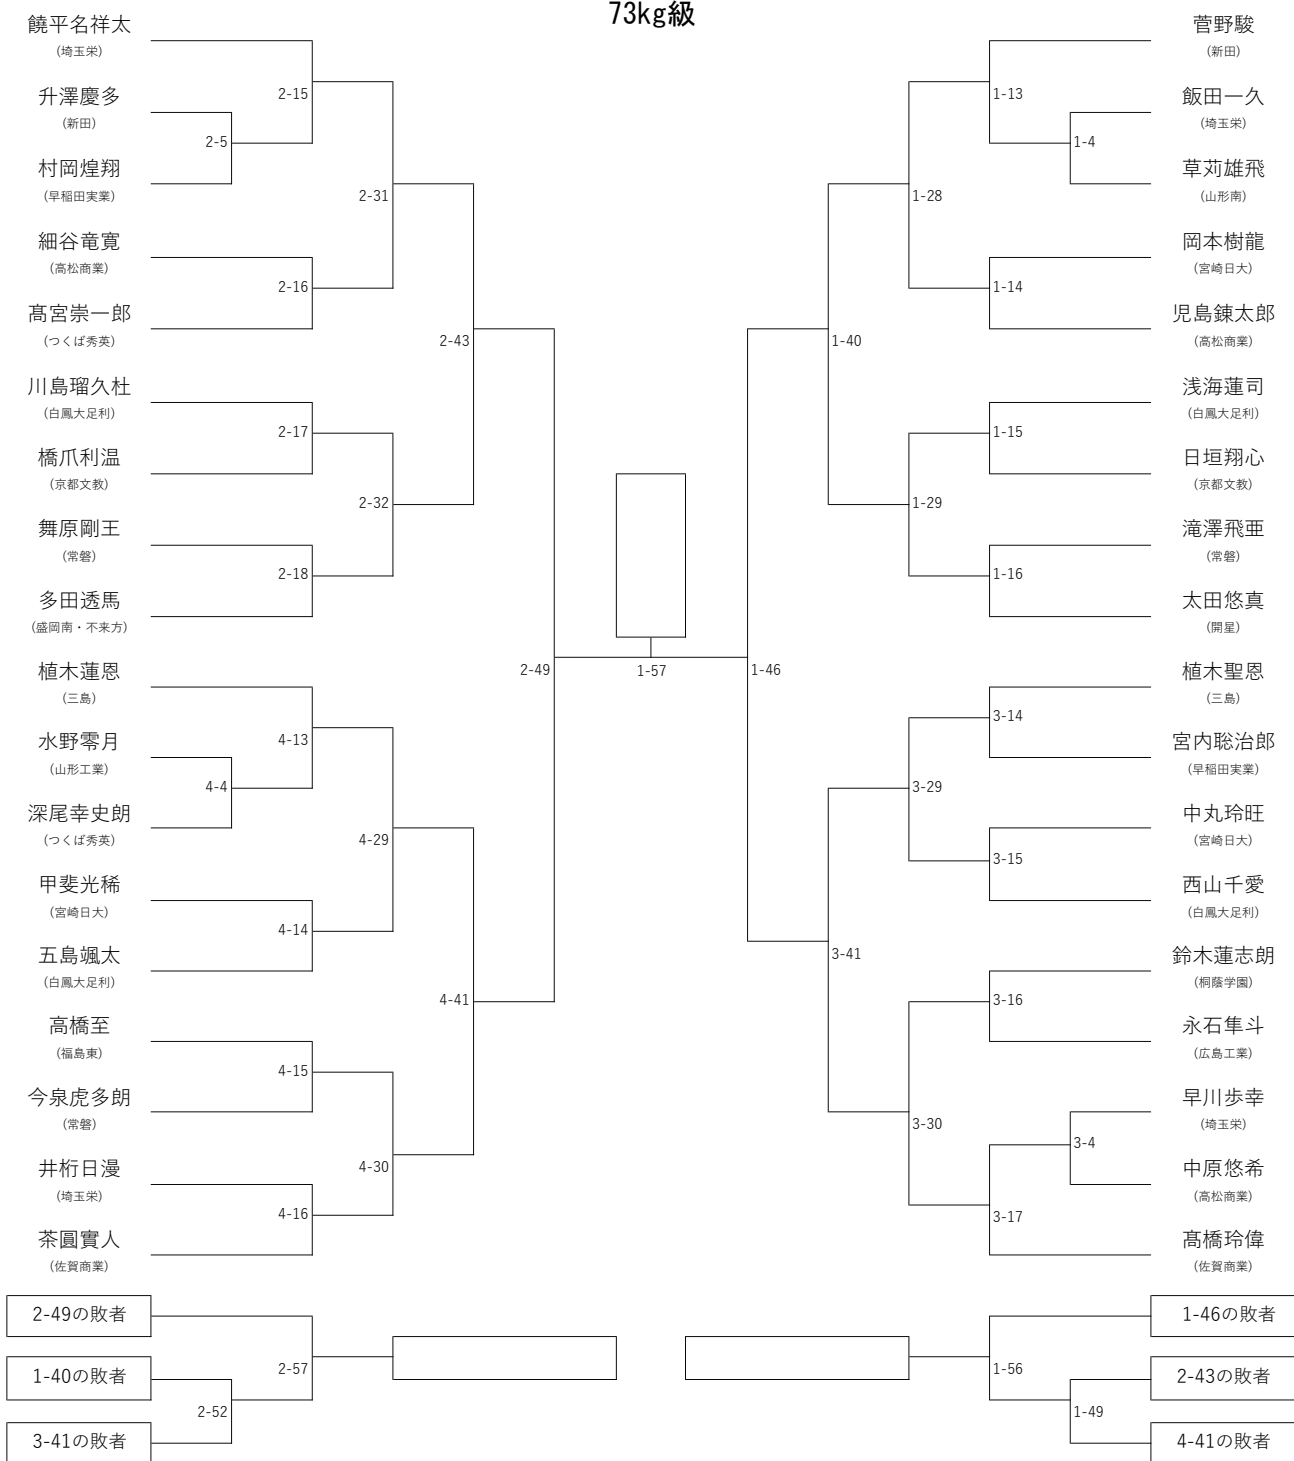 73kg級
饒平名祥太
(埼玉栄)
2-15
升澤慶多
(新田)
2-5
村岡煌翔
(早稲田実業)
2-31
細谷竜寛
(高松商業)
2-16
髙宮崇一郎
(つくば秀英)
2-43
川島瑠久杜
(白鳳大足利)
2-17
橋爪利温
(京都文教)
2-32
舞原剛王
(常磐)
2-18
多田透馬
(盛岡南・不来方)
2-49
植木蓮恩
(三島)
4-13
水野零月
(山形工業)
4-4
深尾幸史朗
(つくば秀英)
4-29
甲斐光稀
(宮崎日大)
4-14
五島颯太
(白鳳大足利)
4-41
高橋至
(福島東)
4-15
今泉虎多朗
(常磐)
4-30
井桁日漫
(埼玉栄)
4-16
茶圓實人
(佐賀商業)
1-57
菅野駿
(新田)
1-13
飯田一久
(埼玉栄)
1-4
草苅雄飛
(山形南)
1-28
岡本樹龍
(宮崎日大)
1-14
児島錬太郎
(高松商業)
1-40
浅海蓮司
(白鳳大足利)
1-15
日垣翔心
(京都文教)
1-29
滝澤飛亜
(常磐)
1-16
太田悠真
(開星)
1-46
植木聖恩
(三島)
3-14
宮内聡治郎
(早稲田実業)
3-29
中丸玲旺
(宮崎日大)
3-15
西山千愛
(白鳳大足利)
3-41
鈴木蓮志朗
(桐蔭学園)
3-16
永石隼斗
(広島工業)
3-30
早川歩幸
(埼玉栄)
3-4
中原悠希
(高松商業)
3-17
髙橋玲偉
(佐賀商業)
2-49の敗者
2-57
1-40の敗者
2-52
3-41の敗者
1-46の敗者
1-56
2-43の敗者
1-49
4-41の敗者